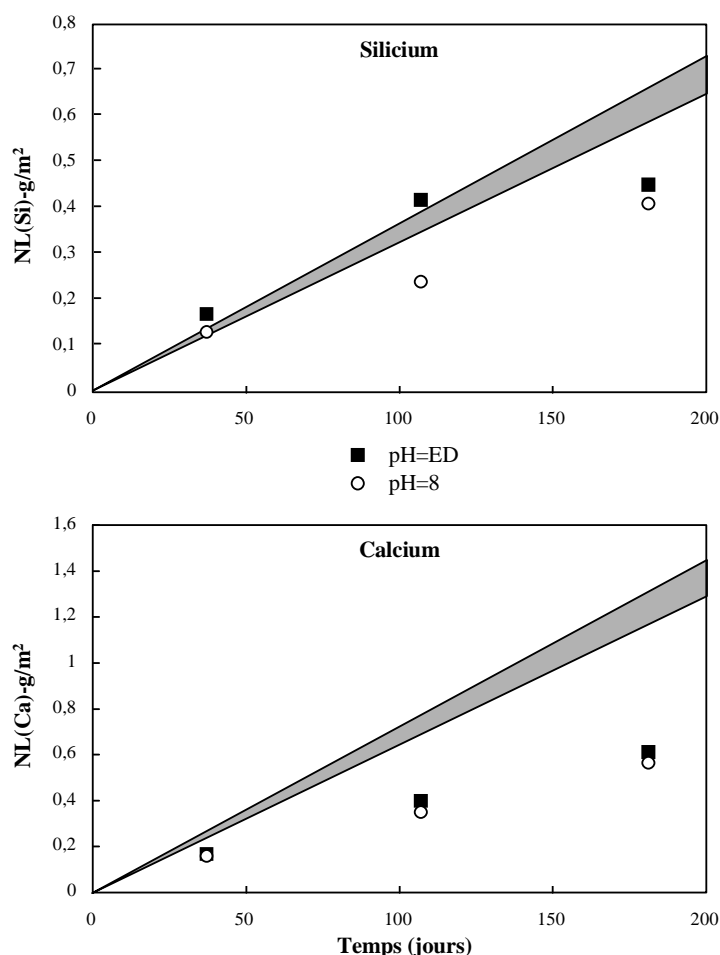 0,8
Silicium
0,7
0,6
0,5
0,4
0,3
0,2
0,1
0
NL(Si)-g/m²
0 50 100 150 200
pH=ED
pH=8
1,6
Calcium
1,4
1,2
1
0,8
0,6
0,4
0,2
0
NL(Ca)-g/m²
0 50 100 150 200
Temps (jours)